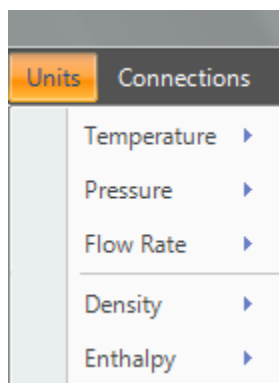 Units Connections
Temperature
Pressure
Flow Rate
Density
Enthalpy